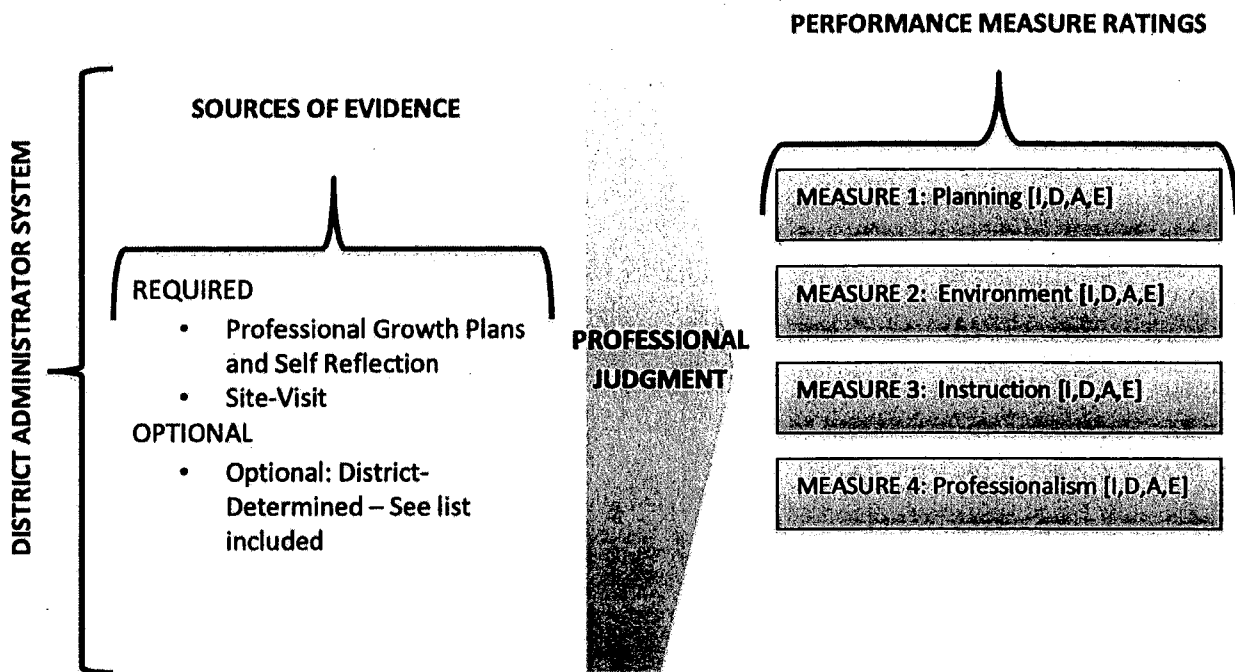 PERFORMANCE MEASURE RATINGS
DISTRICT ADMINISTRATOR SYSTEM
SOURCES OF EVIDENCE
REQUIRED
• Professional Growth Plans
and Self Reflection
• Site-Visit
OPTIONAL
• Optional: District-
Determined – See list
included
PROFESSIONAL
JUDGMENT
MEASURE 1: Planning [I,D,A,E]
MEASURE 2: Environment [I,D,A,E]
MEASURE 3: Instruction [I,D,A,E]
MEASURE 4: Professionalism [I,D,A,E]